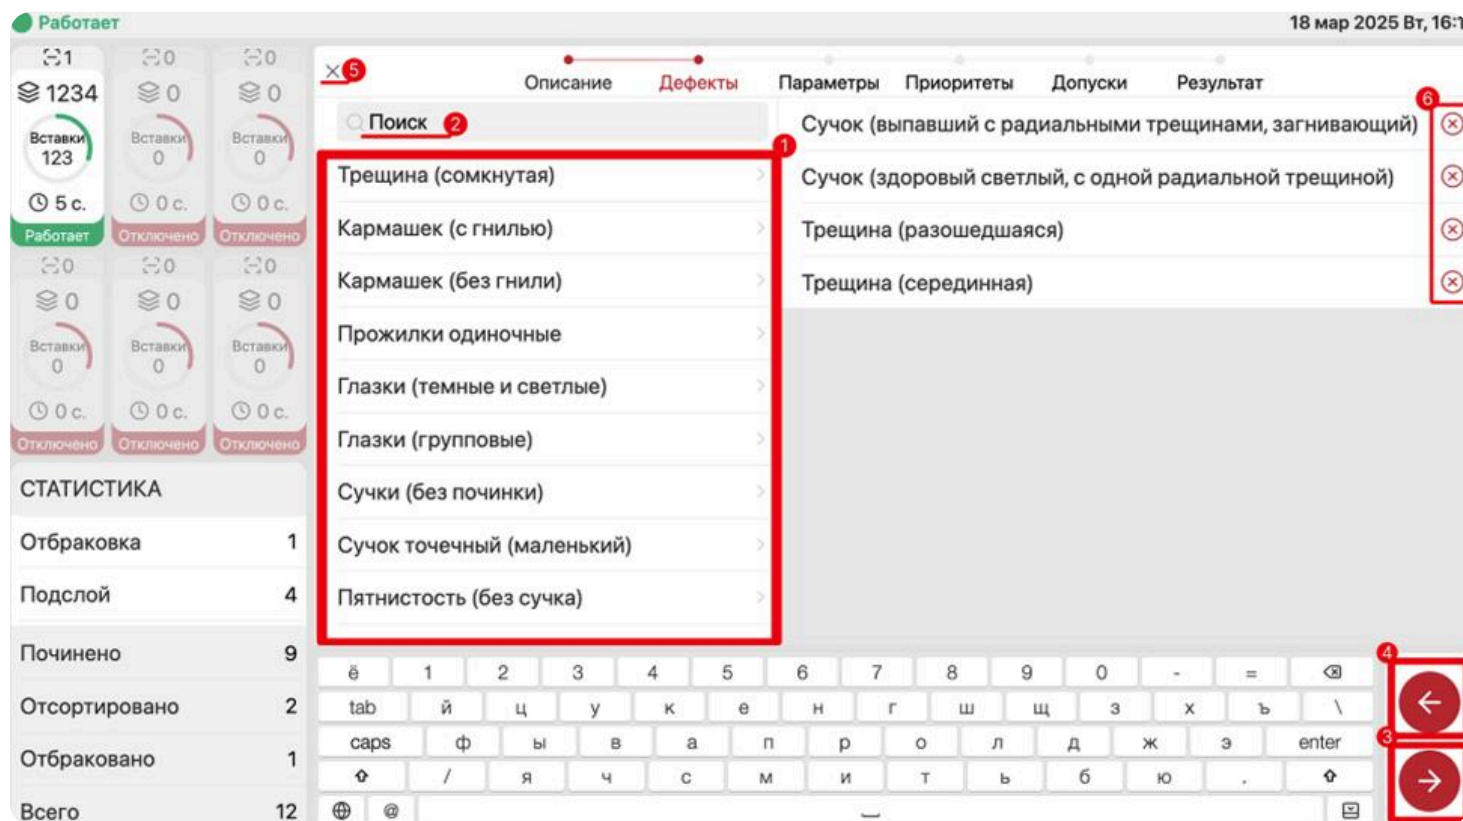 Работает
18 мар 2025 Вт, 16:1
1
0
0
1234
0
0
Вставки
123
Вставки
0
Вставки
0
5 с.
0 с.
0 с.
Работает
Отключено
Отключено
0
0
0
0
0
0
Вставки
0
Вставки
0
Вставки
0
0 с.
0 с.
0 с.
Отключено
Отключено
Отключено
СТАТИСТИКА
Отбраковка 1
Подслой 4
Починено 9
Отсортировано 2
Отбраковано 1
Всего 12
5
Описание
Дефекты
Параметры
Приоритеты
Допуски
Результат
Поиск
2
1
Трещина (сомкнутая)
Кармашек (с гнилью)
Кармашек (без гнили)
Прожилки одиночные
Глазки (темные и светлые)
Глазки (групповые)
Сучки (без починки)
Сучок точечный (маленький)
Пятнистость (без сучка)
6
Сучок (выпавший с радиальными трещинами, загнивающий)
Сучок (здоровый светлый, с одной радиальной трещиной)
Трещина (разошедшаяся)
Трещина (серединная)
ё 1 2 3 4 5 6 7 8 9 0 - =
tab й ц у к е н г ш щ з х ъ \
caps ф ы в а п р о л д ж э enter
/ я ч с м и т ь б ю .
@
4
3